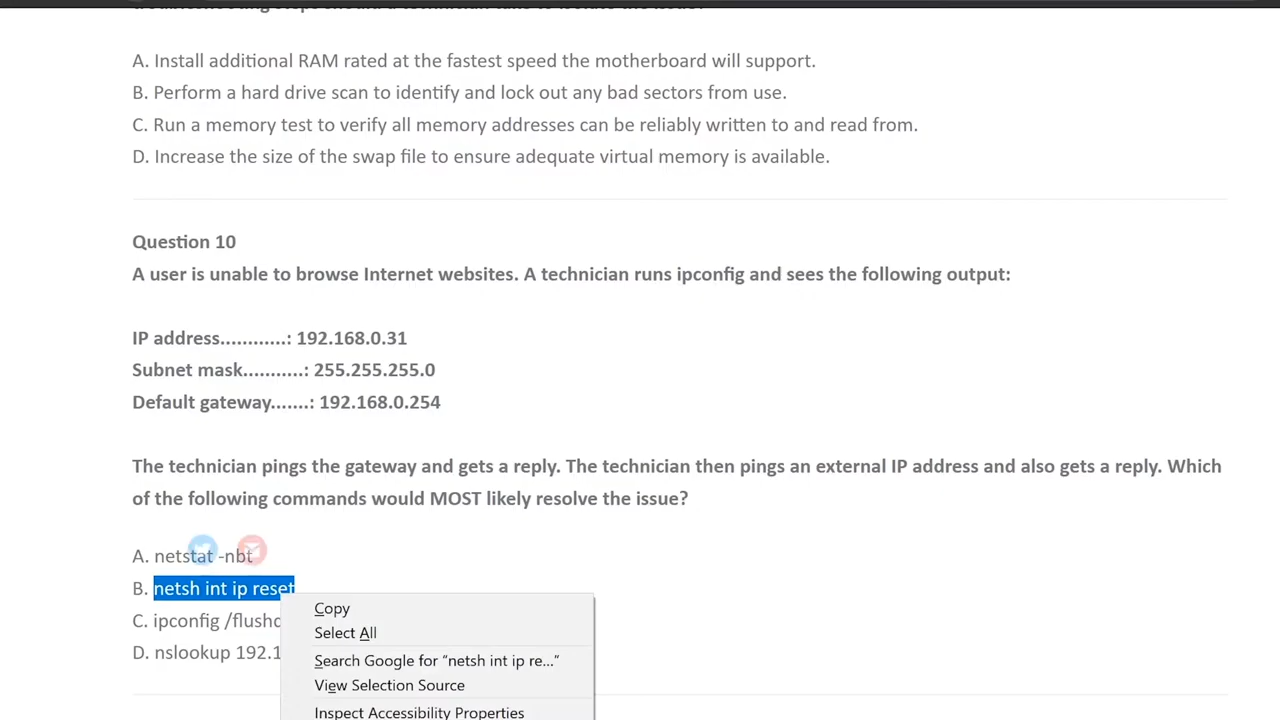 A. Install additional RAM rated at the fastest speed the motherboard will support.
B. Perform a hard drive scan to identify and lock out any bad sectors from use.
C. Run a memory test to verify all memory addresses can be reliably written to and read from.
D. Increase the size of the swap file to ensure adequate virtual memory is available.
Question 10
A user is unable to browse Internet websites. A technician runs ipconfig and sees the following output:
IP address............: 192.168.0.31
Subnet mask...........: 255.255.255.0
Default gateway.......: 192.168.0.254
The technician pings the gateway and gets a reply. The technician then pings an external IP address and also gets a reply. Which
of the following commands would MOST likely resolve the issue?
A. netstat -nbt
B. netsh int ip reset
C. ipconfig /flushd
D. nslookup 192.1
Copy
Select All
Search Google for “netsh int ip re...”
View Selection Source
Inspect Accessibility Properties